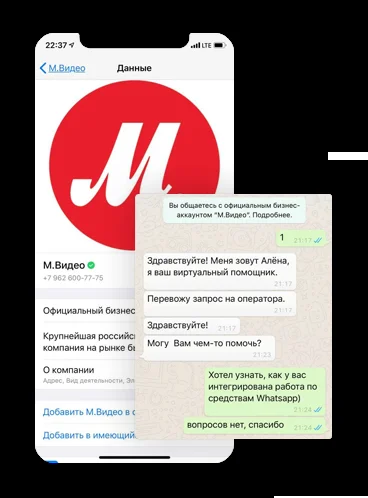 22:37
LTE
М.Видео
Данные
М
М.Видео
+7 962 600-77-75
Официальный бизнес
Крупнейшая российс
компания на рынке бы
О компании
Адрес, Вид деятельности, Эл
Добавить М.Видео в с
Добавить в имеющий
Вы общаетесь с официальным бизнес-
аккаунтом "М.Видео". Подробнее.
1
21:17
Здравствуйте! Меня зовут Алёна,
я ваш виртуальный помощник.
21:17
Перевожу запрос на оператора.
21:17
Здравствуйте!
21:17
Могу Вам чем-то помочь?
21:23
Хотел узнать, как у вас
интегрирована работа по
средствам Whatsapp)
21:24
вопросов нет, спасибо
21:24